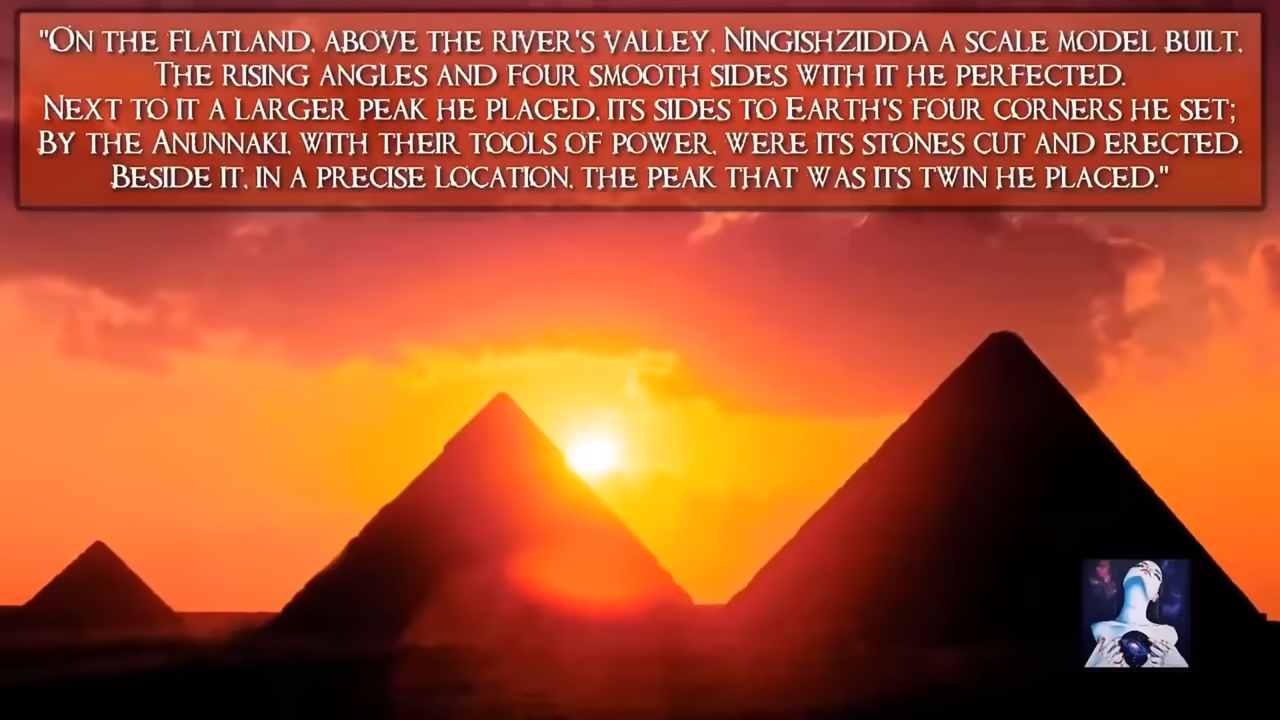 "On the flatland, above the river's valley, Ningishzidda a scale model built,
The rising angles and four smooth sides with it he perfected.
Next to it a larger peak he placed, its sides to Earth's four corners he set;
By the Anunnaki, with their tools of power, were its stones cut and erected.
Beside it, in a precise location, the peak that was its twin he placed."